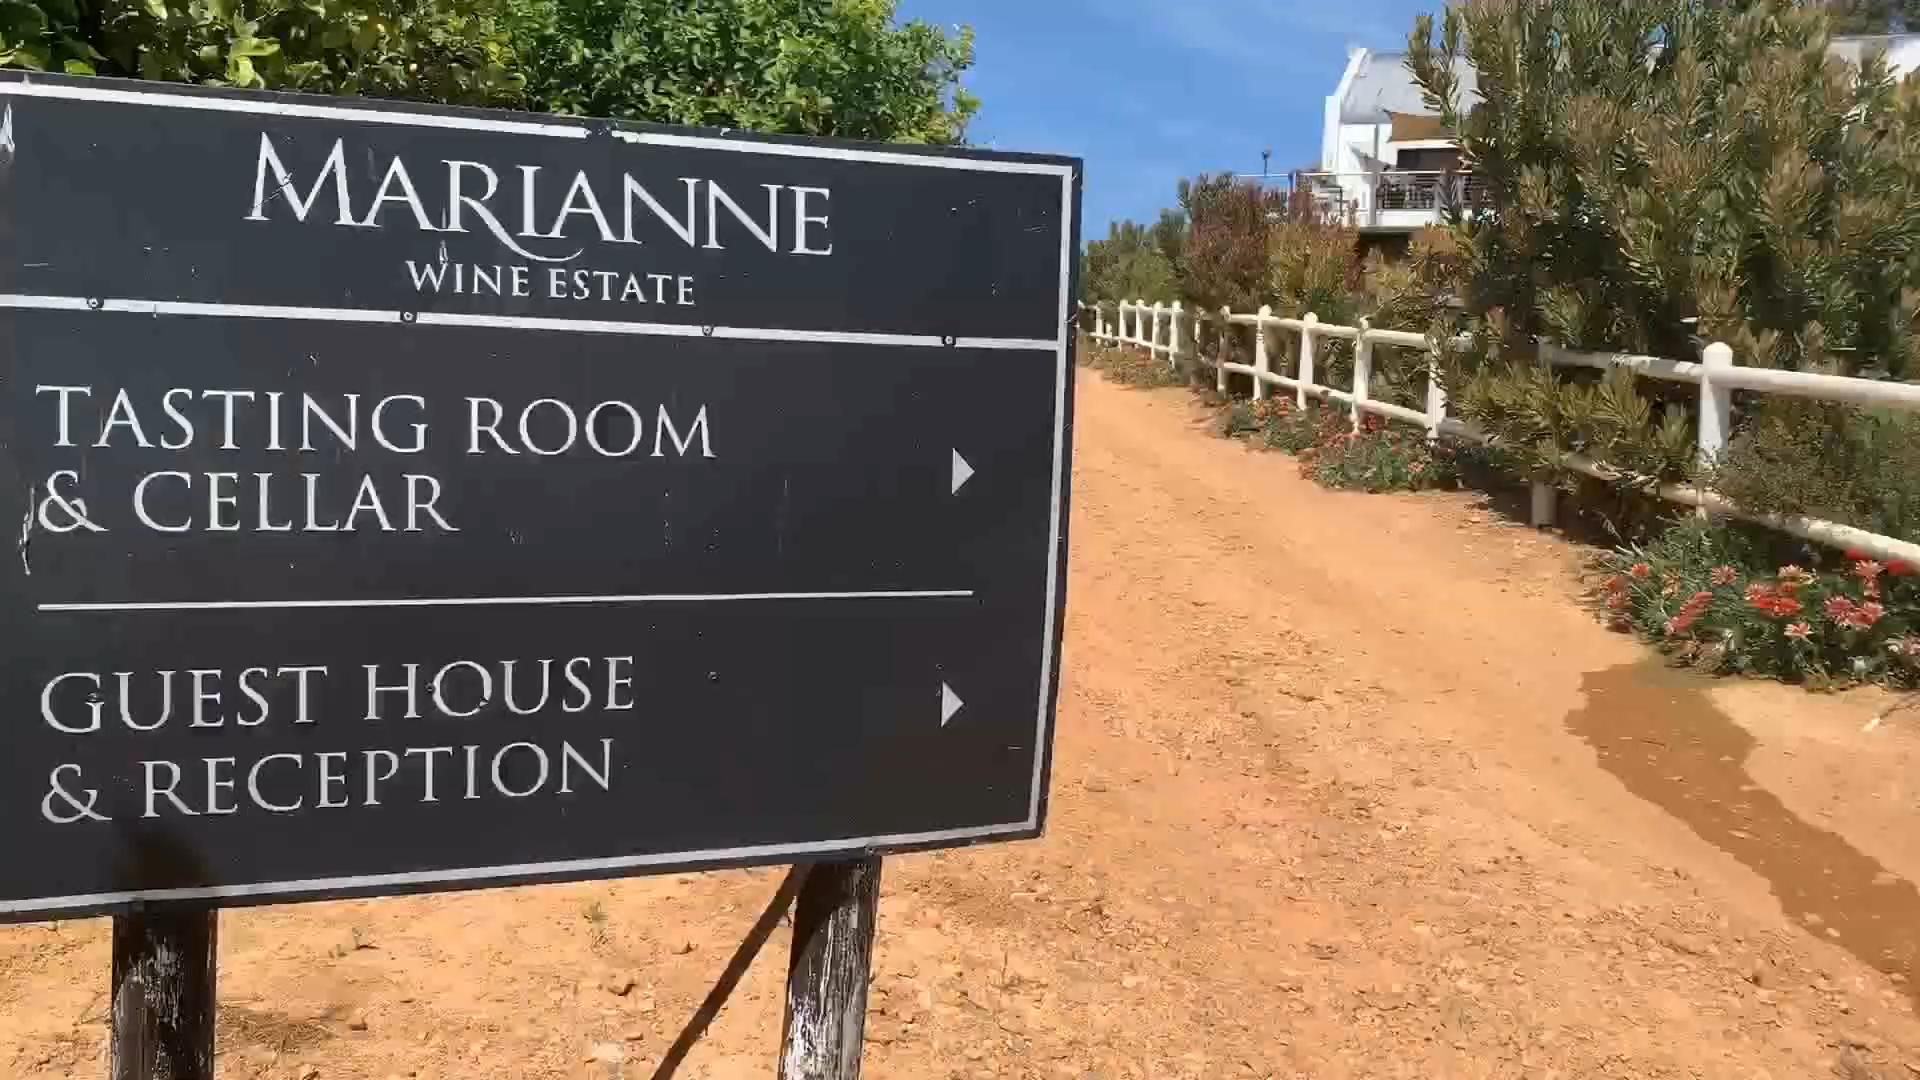 MARIANNE
WINE ESTATE
TASTING ROOM
& CELLAR
GUEST HOUSE
& RECEPTION